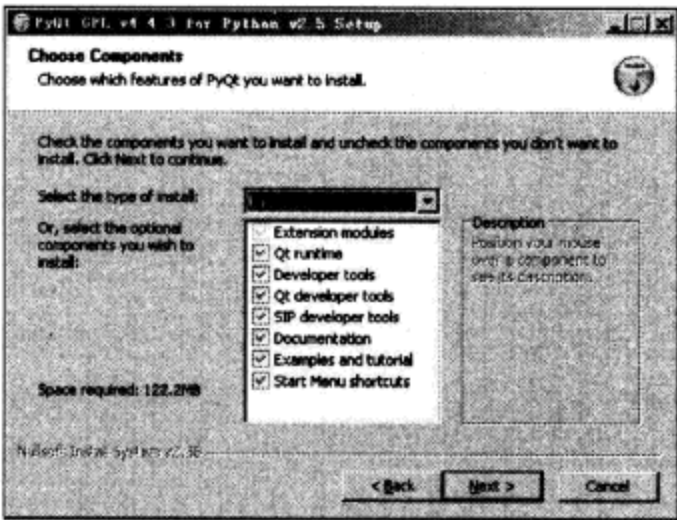 PyQt GPL v4.4.3 for Python v2.5 Setup
Choose Components
Choose which features of PyQt you want to install.
Check the components you want to install and uncheck the components you don't want to
install. Click Next to continue.
Select the type of install:
Or, select the optional
components you wish to
install:
Extension modules
Qt runtime
Developer tools
Qt developer tools
SIP developer tools
Documentation
Examples and tutorial
Start Menu shortcuts
Description
Position your mouse
over a component to
see its description.
Space required: 122.2MB
Nullsoft Install System
< Back
Next >
Cancel